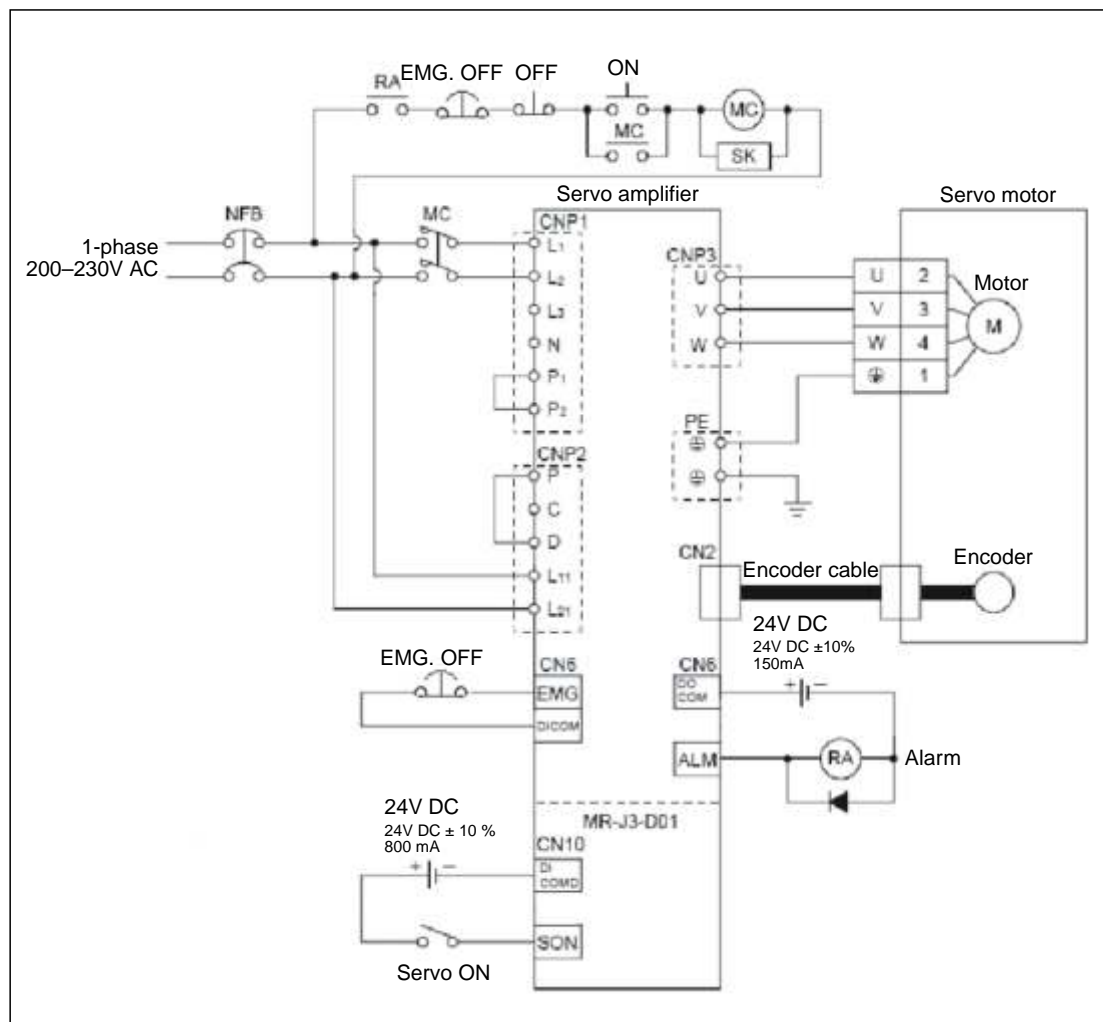 EMG. OFF OFF ON
RA
MC
MC
SK
Servo amplifier
Servo motor
NFB
MC
CNP1
1-phase
200–230V AC
L1
L2
L3
N
P1
P2
CNP3
U
V
W
U 2
V 3
W 4
1
Motor
M
PE
CNP2
P
C
D
L11
L21
CN2
Encoder cable
Encoder
24V DC
24V DC ±10%
150mA
EMG. OFF
CN6
EMG
DICOM
CN6
DO
COM
+ –
ALM
RA
Alarm
24V DC
24V DC ± 10 %
800 mA
MR-J3-D01
CN10
+ –
DI
COMD
SON
Servo ON